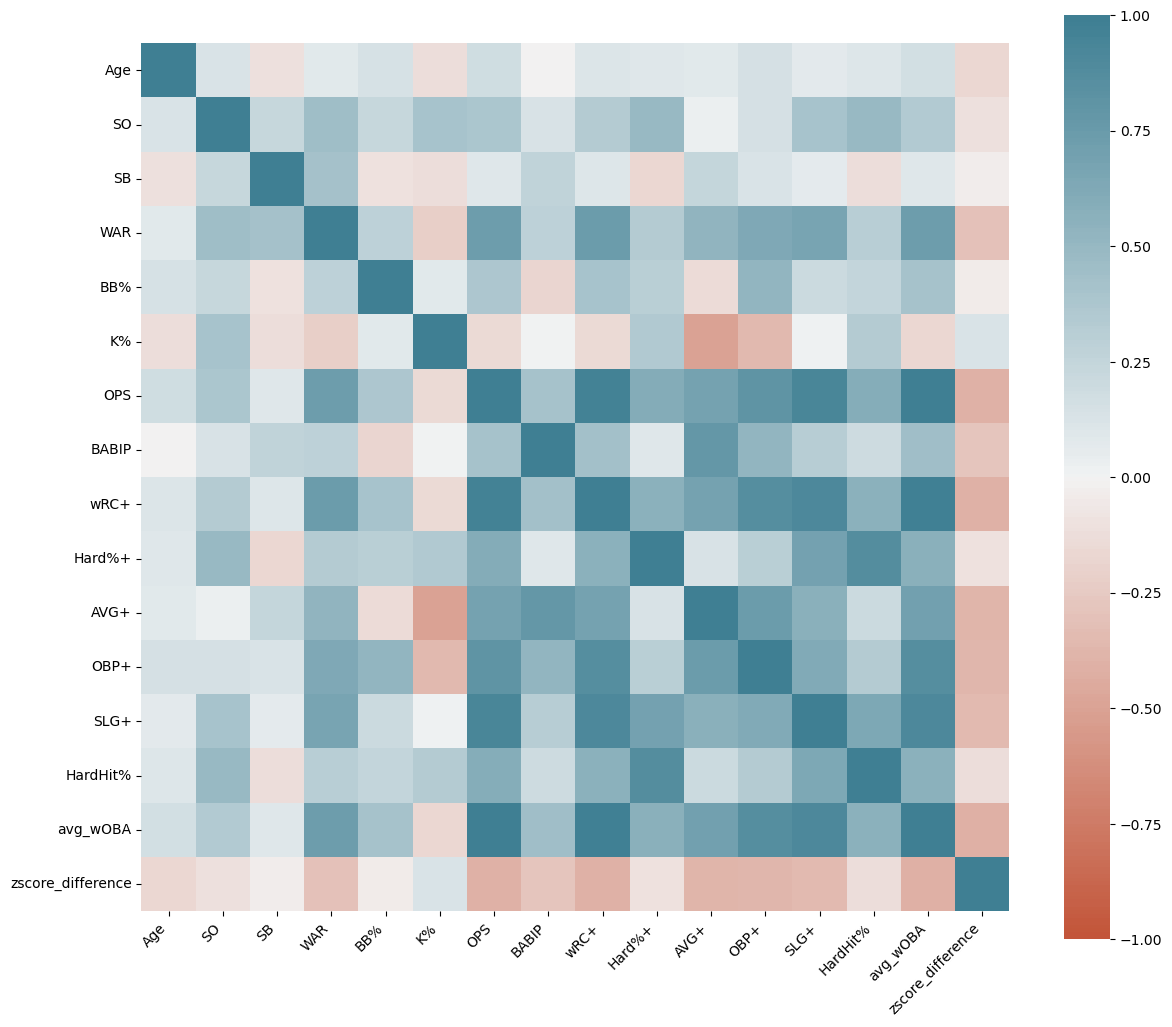 Age
SO
SB
WAR
BB%
K%
OPS
BABIP
wRC+
Hard%+
AVG+
OBP+
SLG+
HardHit%
avg_wOBA
zscore_difference
Age
SO
SB
WAR
BB%
K%
OPS
BABIP
wRC+
Hard%+
AVG+
OBP+
SLG+
HardHit%
avg_wOBA
zscore_difference
1.00
0.75
0.50
0.25
0.00
−0.25
−0.50
−0.75
−1.00